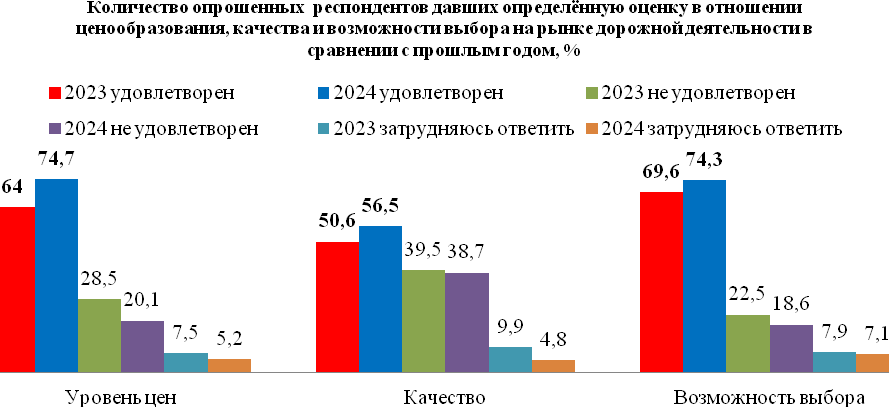 Количество опрошенных респондентов давших определённую оценку в отношении
ценообразования, качества и возможности выбора на рынке дорожной деятельности в
сравнении с прошлым годом, %
2023 удовлетворен
2024 удовлетворен
2023 не удовлетворен
2024 не удовлетворен
2023 затрудняюсь ответить
2024 затрудняюсь ответить
64
74,7
28,5
20,1
7,5
5,2
50,6
56,5
39,5
38,7
9,9
4,8
69,6
74,3
22,5
18,6
7,9
7,1
Уровень цен
Качество
Возможность выбора